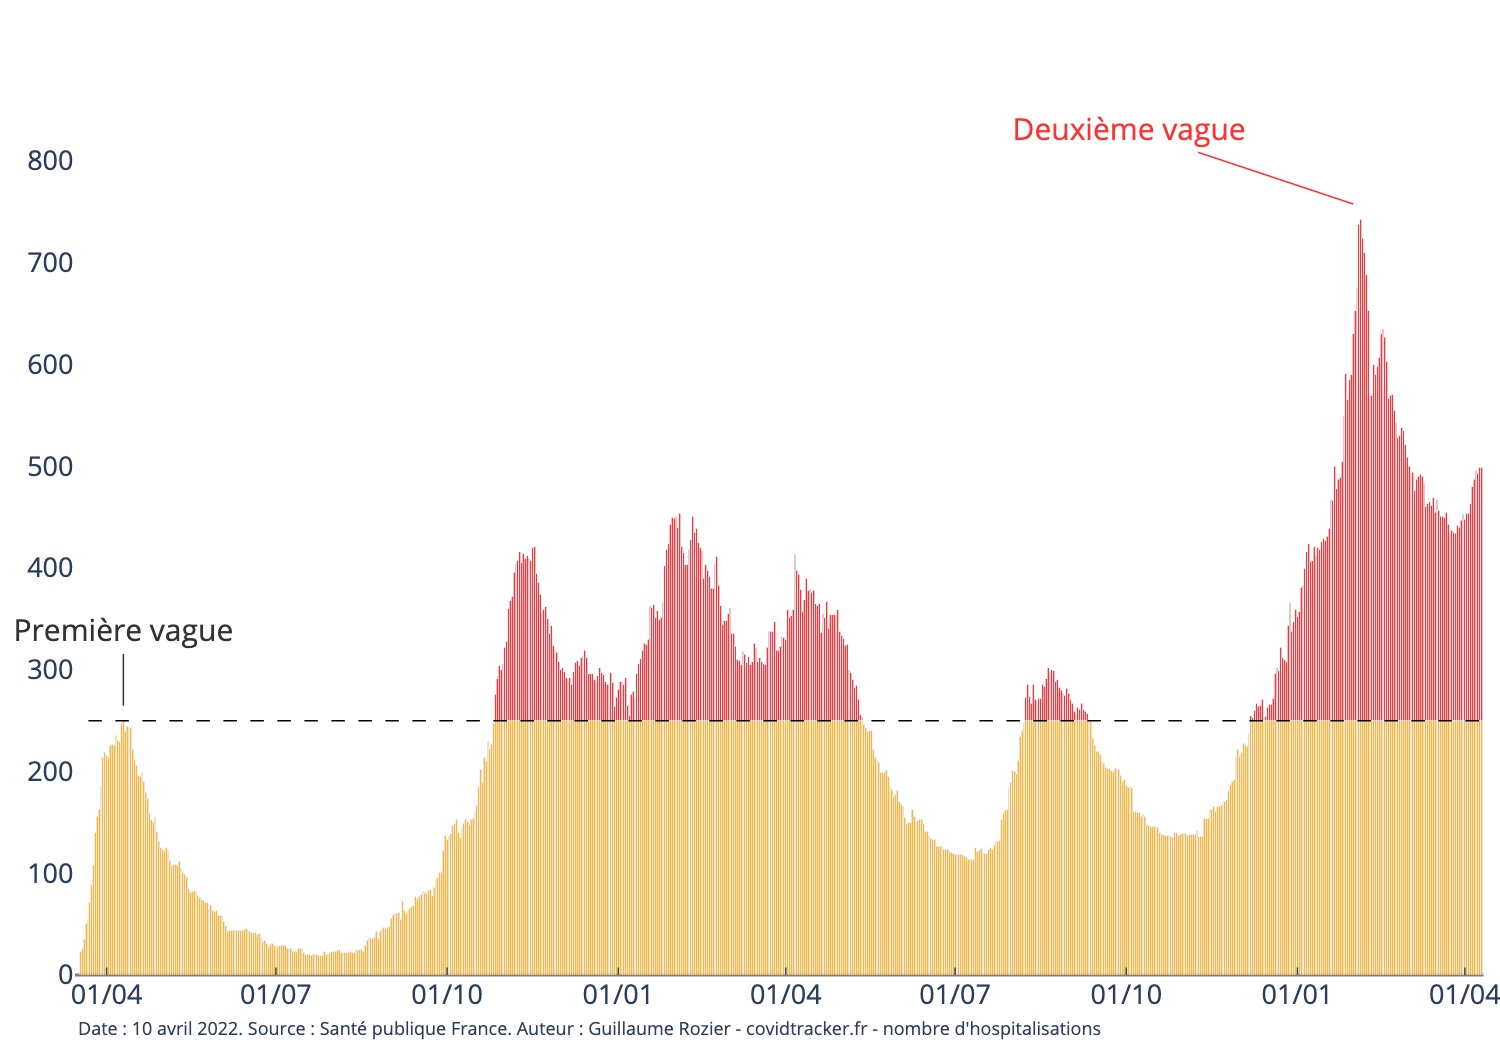 Deuxième vague
800
700
600
500
400
Première vague
300
200
100
0
01/04 01/07 01/10 01/01 01/04 01/07 01/10 01/01 01/04
Date : 10 avril 2022. Source : Santé publique France. Auteur : Guillaume Rozier - covidtracker.fr - nombre d'hospitalisations